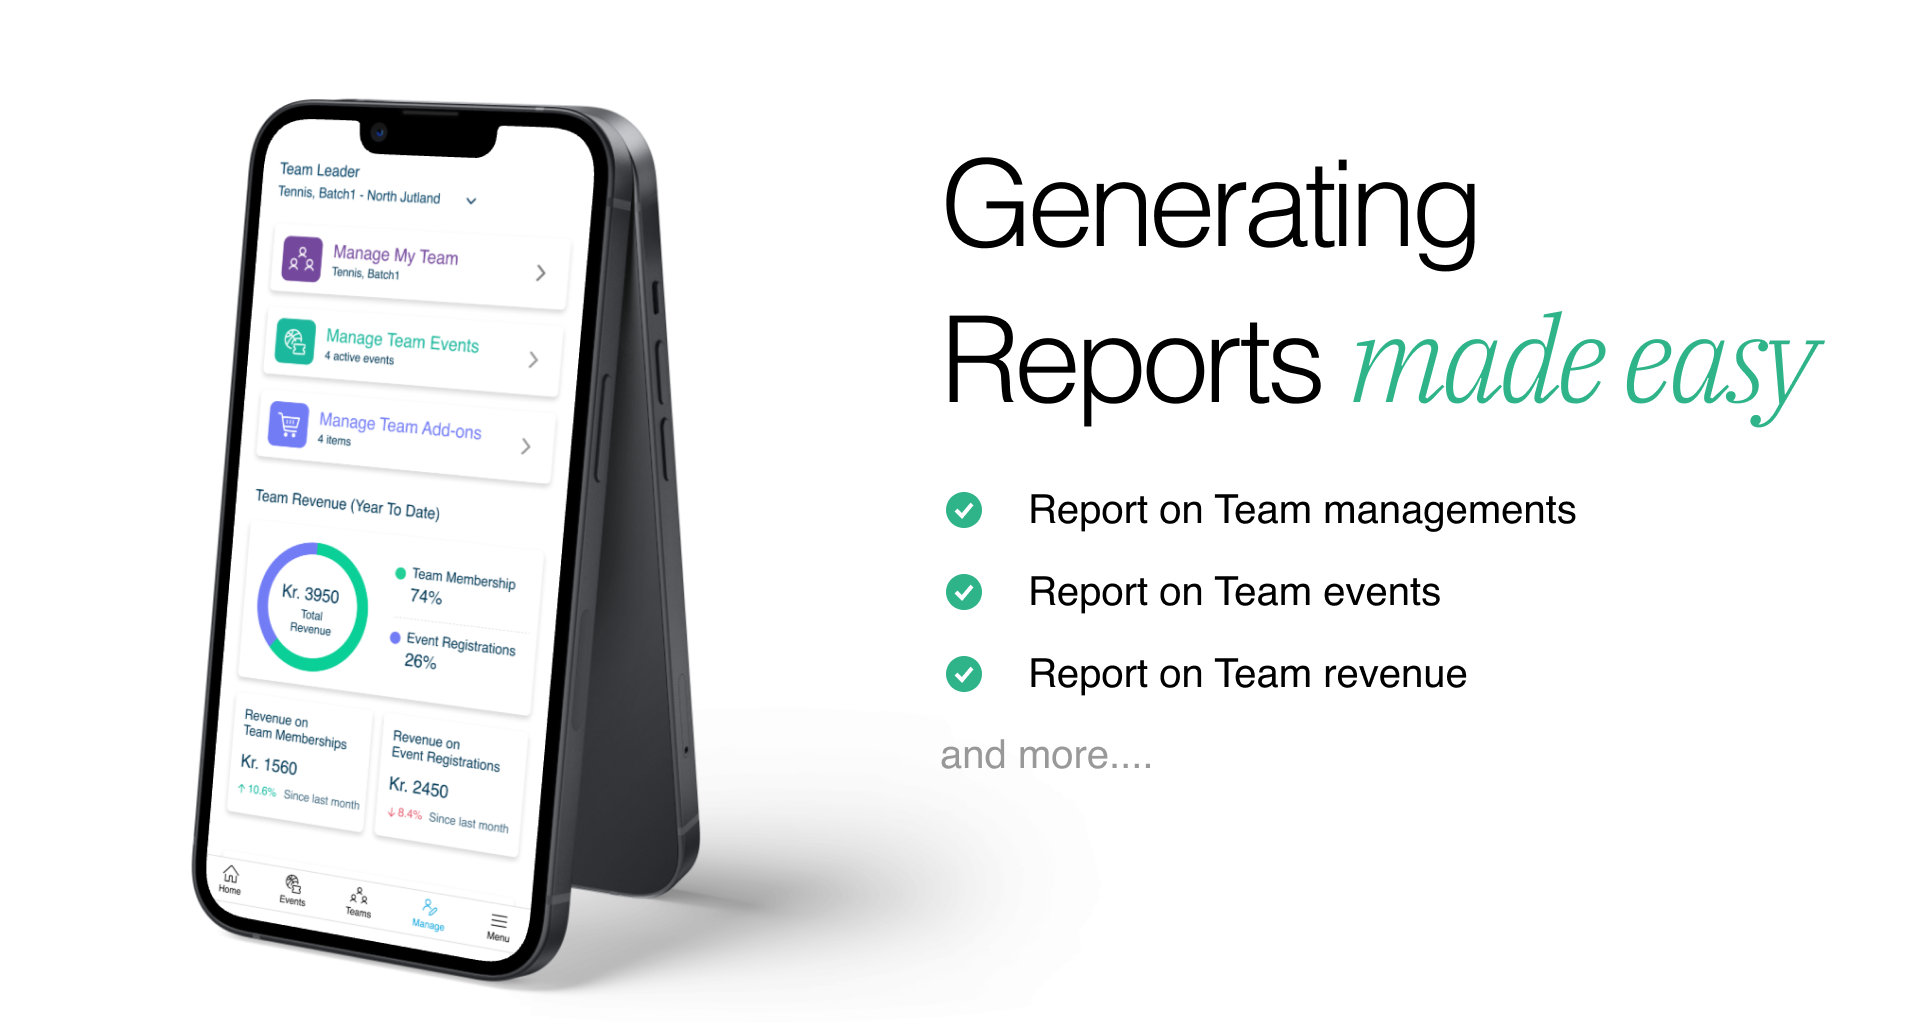 Team Leader
Tennis, Batch1 - North Jutland
Manage My Team
Tennis, Batch1
Manage Team Events
4 active events
Manage Team Add-ons
4 items
Team Revenue (Year To Date)
Kr. 3950
Total
Revenue
Team Membership
74%
Event Registrations
26%
Revenue on
Team Memberships
Kr. 1560
↑ 10.6% Since last month
Revenue on
Event Registrations
Kr. 2450
↓ 8.4% Since last month
Home
Events
Teams
Manage
Menu
Generating
Reports made easy
Report on Team managements
Report on Team events
Report on Team revenue
and more....